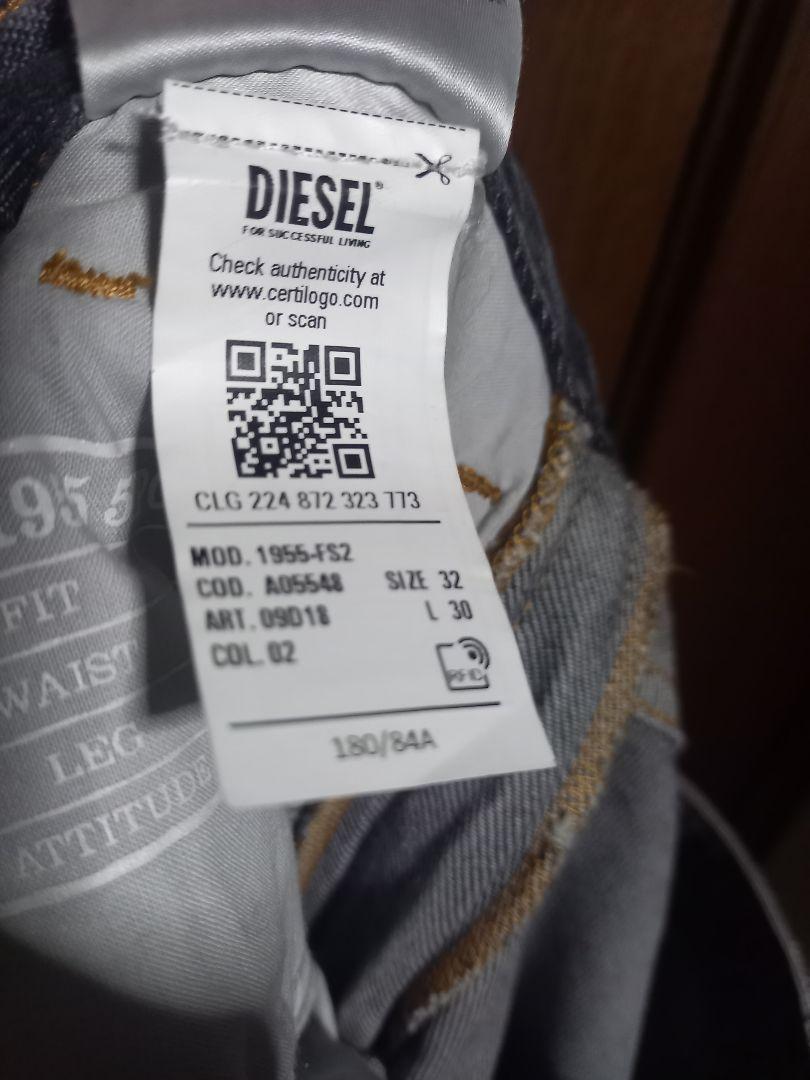 DIESEL®
FOR SUCCESSFUL LIVING
Check authenticity at
www.certilogo.com
or scan
CLG 224 872 323 773
MOD. 1955-FS2
COD. A05548 SIZE 32
ART. 09D18 L 30
COL. 02
RFID
180/84A
195
FIT
WAIST
LEG
ATTITUDE